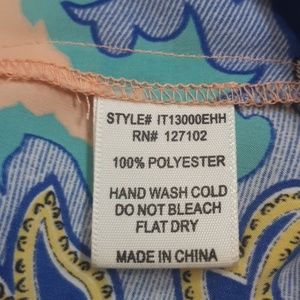 STYLE# IT13000EHH
RN# 127102
100% POLYESTER
HAND WASH COLD
DO NOT BLEACH
FLAT DRY
MADE IN CHINA